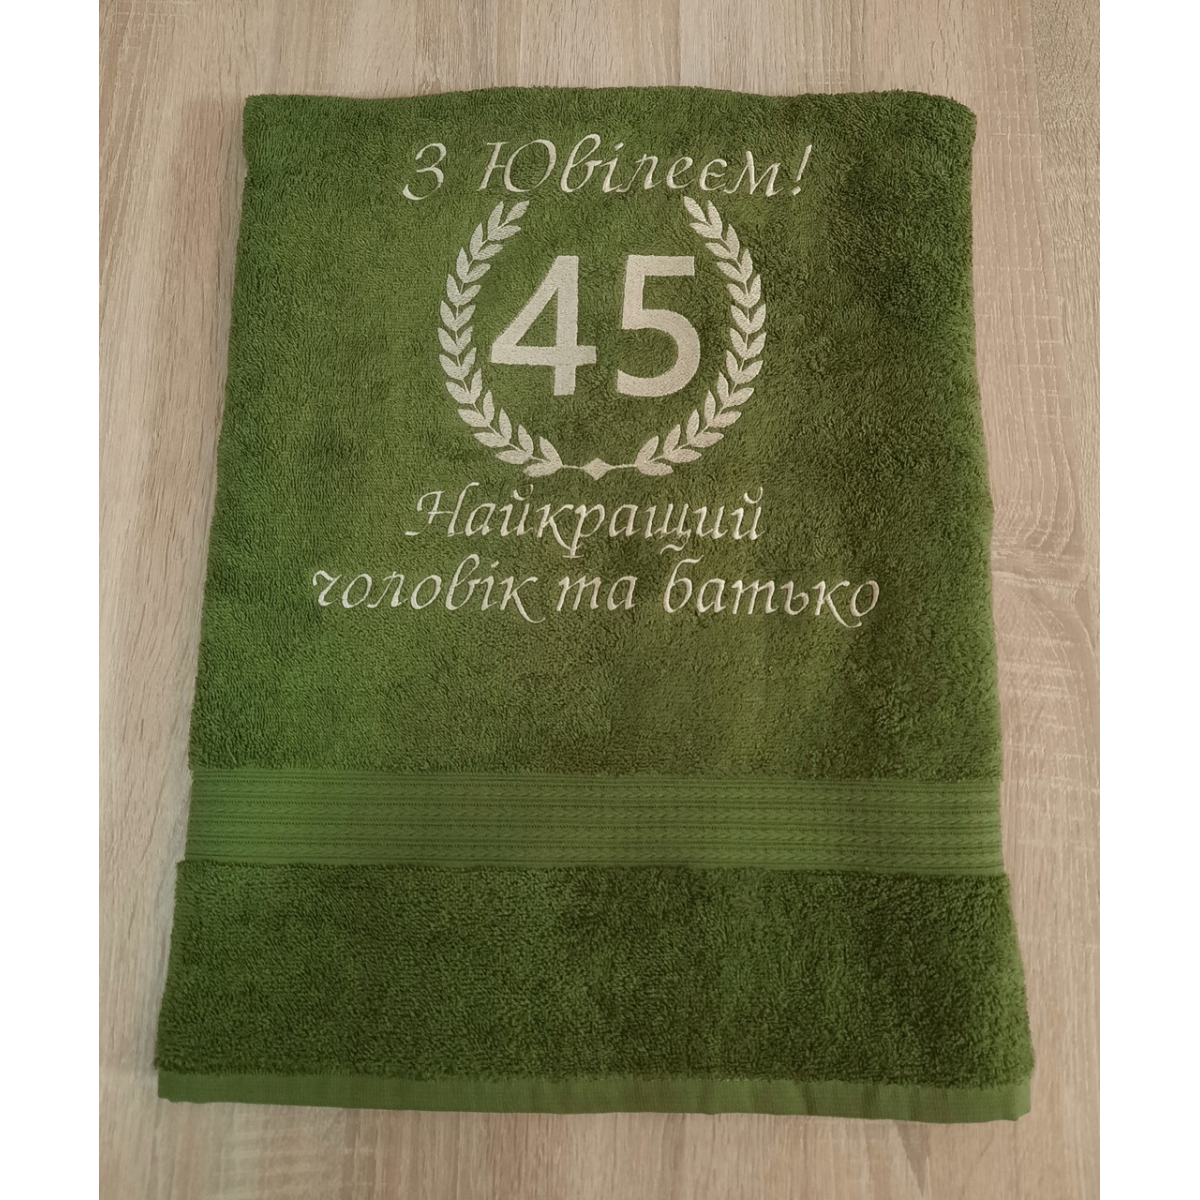 З Ювілеєм!
45
Найкращий
чоловік та батько